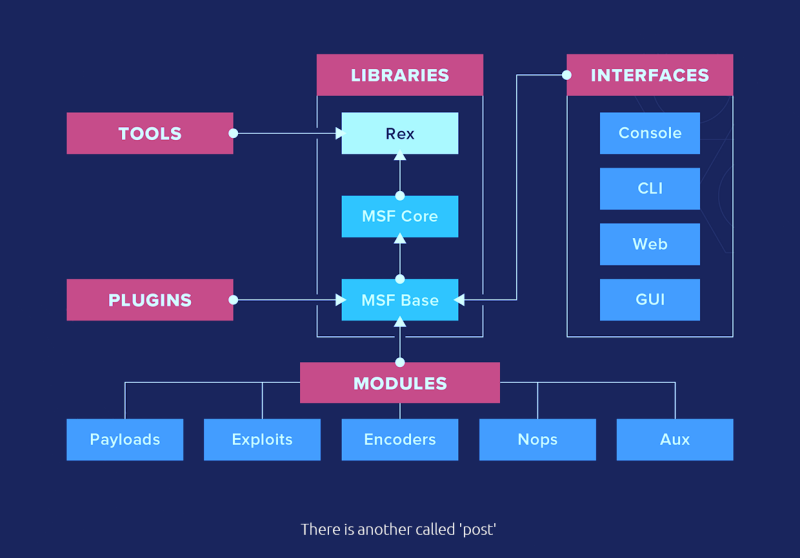 LIBRARIES
INTERFACES
TOOLS
Rex
Console
CLI
MSF Core
Web
PLUGINS
MSF Base
GUI
MODULES
Payloads
Exploits
Encoders
Nops
Aux
There is another called 'post'